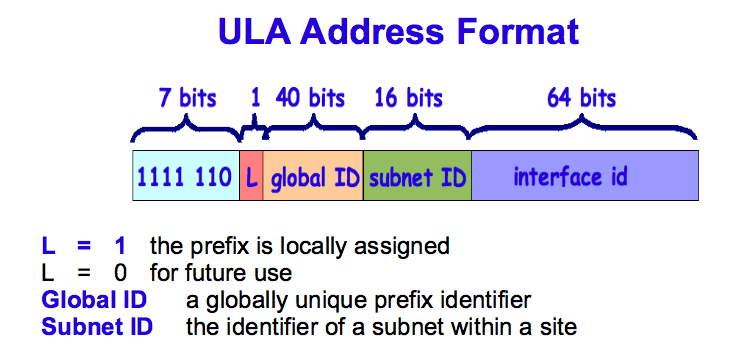 ULA Address Format
7 bits 1 40 bits 16 bits 64 bits
1111 110 L global ID subnet ID interface id
L = 1 the prefix is locally assigned
L = 0 for future use
Global ID a globally unique prefix identifier
Subnet ID the identifier of a subnet within a site